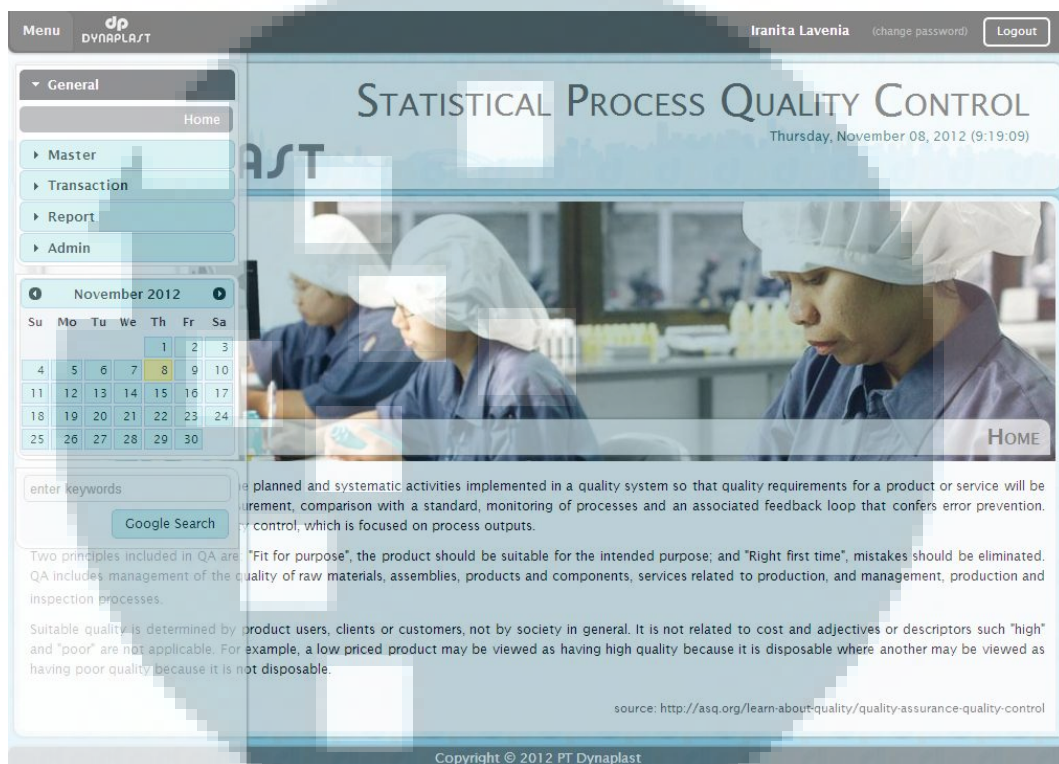 Menu
dp
DYNAPLAST
Iranita Lavenia (change password) Logout
General
Home
Master
Transaction
Report
Admin
November 2012
Su Mo Tu We Th Fr Sa
1 2 3
4 5 6 7 8 9 10
11 12 13 14 15 16 17
18 19 20 21 22 23 24
25 26 27 28 29 30
enter keywords
Google Search
STATISTICAL PROCESS QUALITY CONTROL
Thursday, November 08, 2012 (9:19:09)
AST
HOME
planned and systematic activities implemented in a quality system so that quality requirements for a product or service will be
comparison with a standard, monitoring of processes and an associated feedback loop that confers error prevention.
control, which is focused on process outputs.
Two principles included in QA are: "Fit for purpose", the product should be suitable for the intended purpose; and "Right first time", mistakes should be eliminated.
QA includes management of the quality of raw materials, assemblies, products and components, services related to production, and management, production and
inspection processes.
Suitable quality is determined by product users, clients or customers, not by society in general. It is not related to cost and adjectives or descriptors such "high"
and "poor" are not applicable. For example, a low priced product may be viewed as having high quality because it is disposable where another may be viewed as
having poor quality because it is not disposable.
source: http://asq.org/learn-about-quality/quality-assurance-quality-control
Copyright © 2012 PT Dynaplast